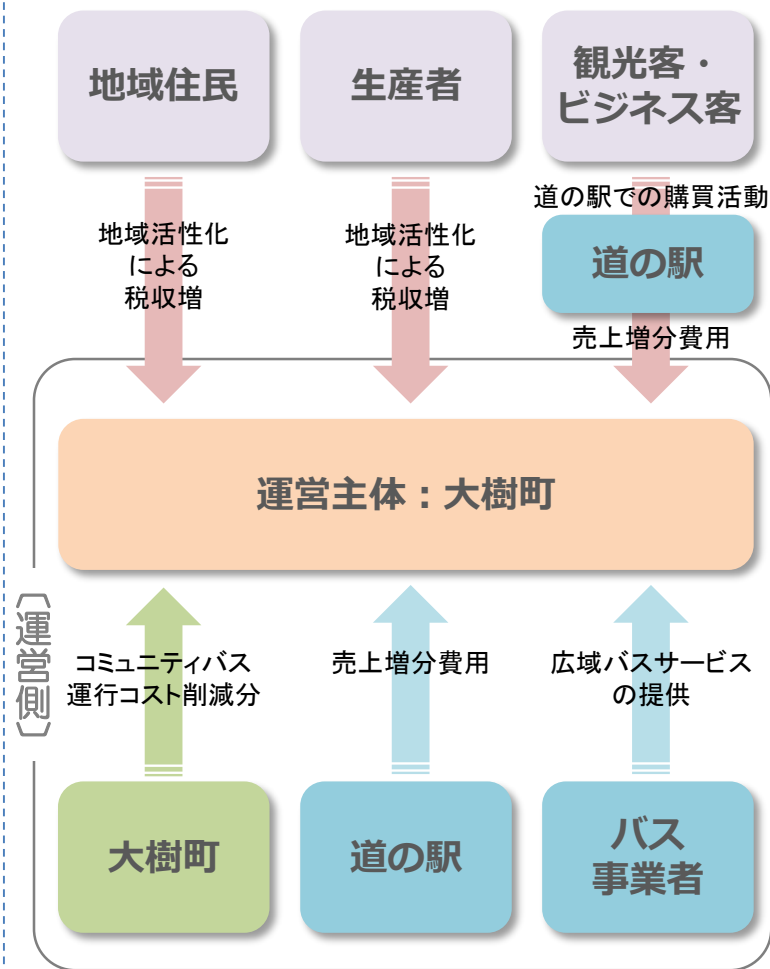 地域住民
生産者
観光客・
ビジネス客
地域活性化
による
税収増
地域活性化
による
税収増
道の駅での購買活動
道の駅
売上増分費用
運営主体：大樹町
〔運営側〕
コミュニティバス
運行コスト削減分
売上増分費用
広域バスサービス
の提供
大樹町
道の駅
バス
事業者